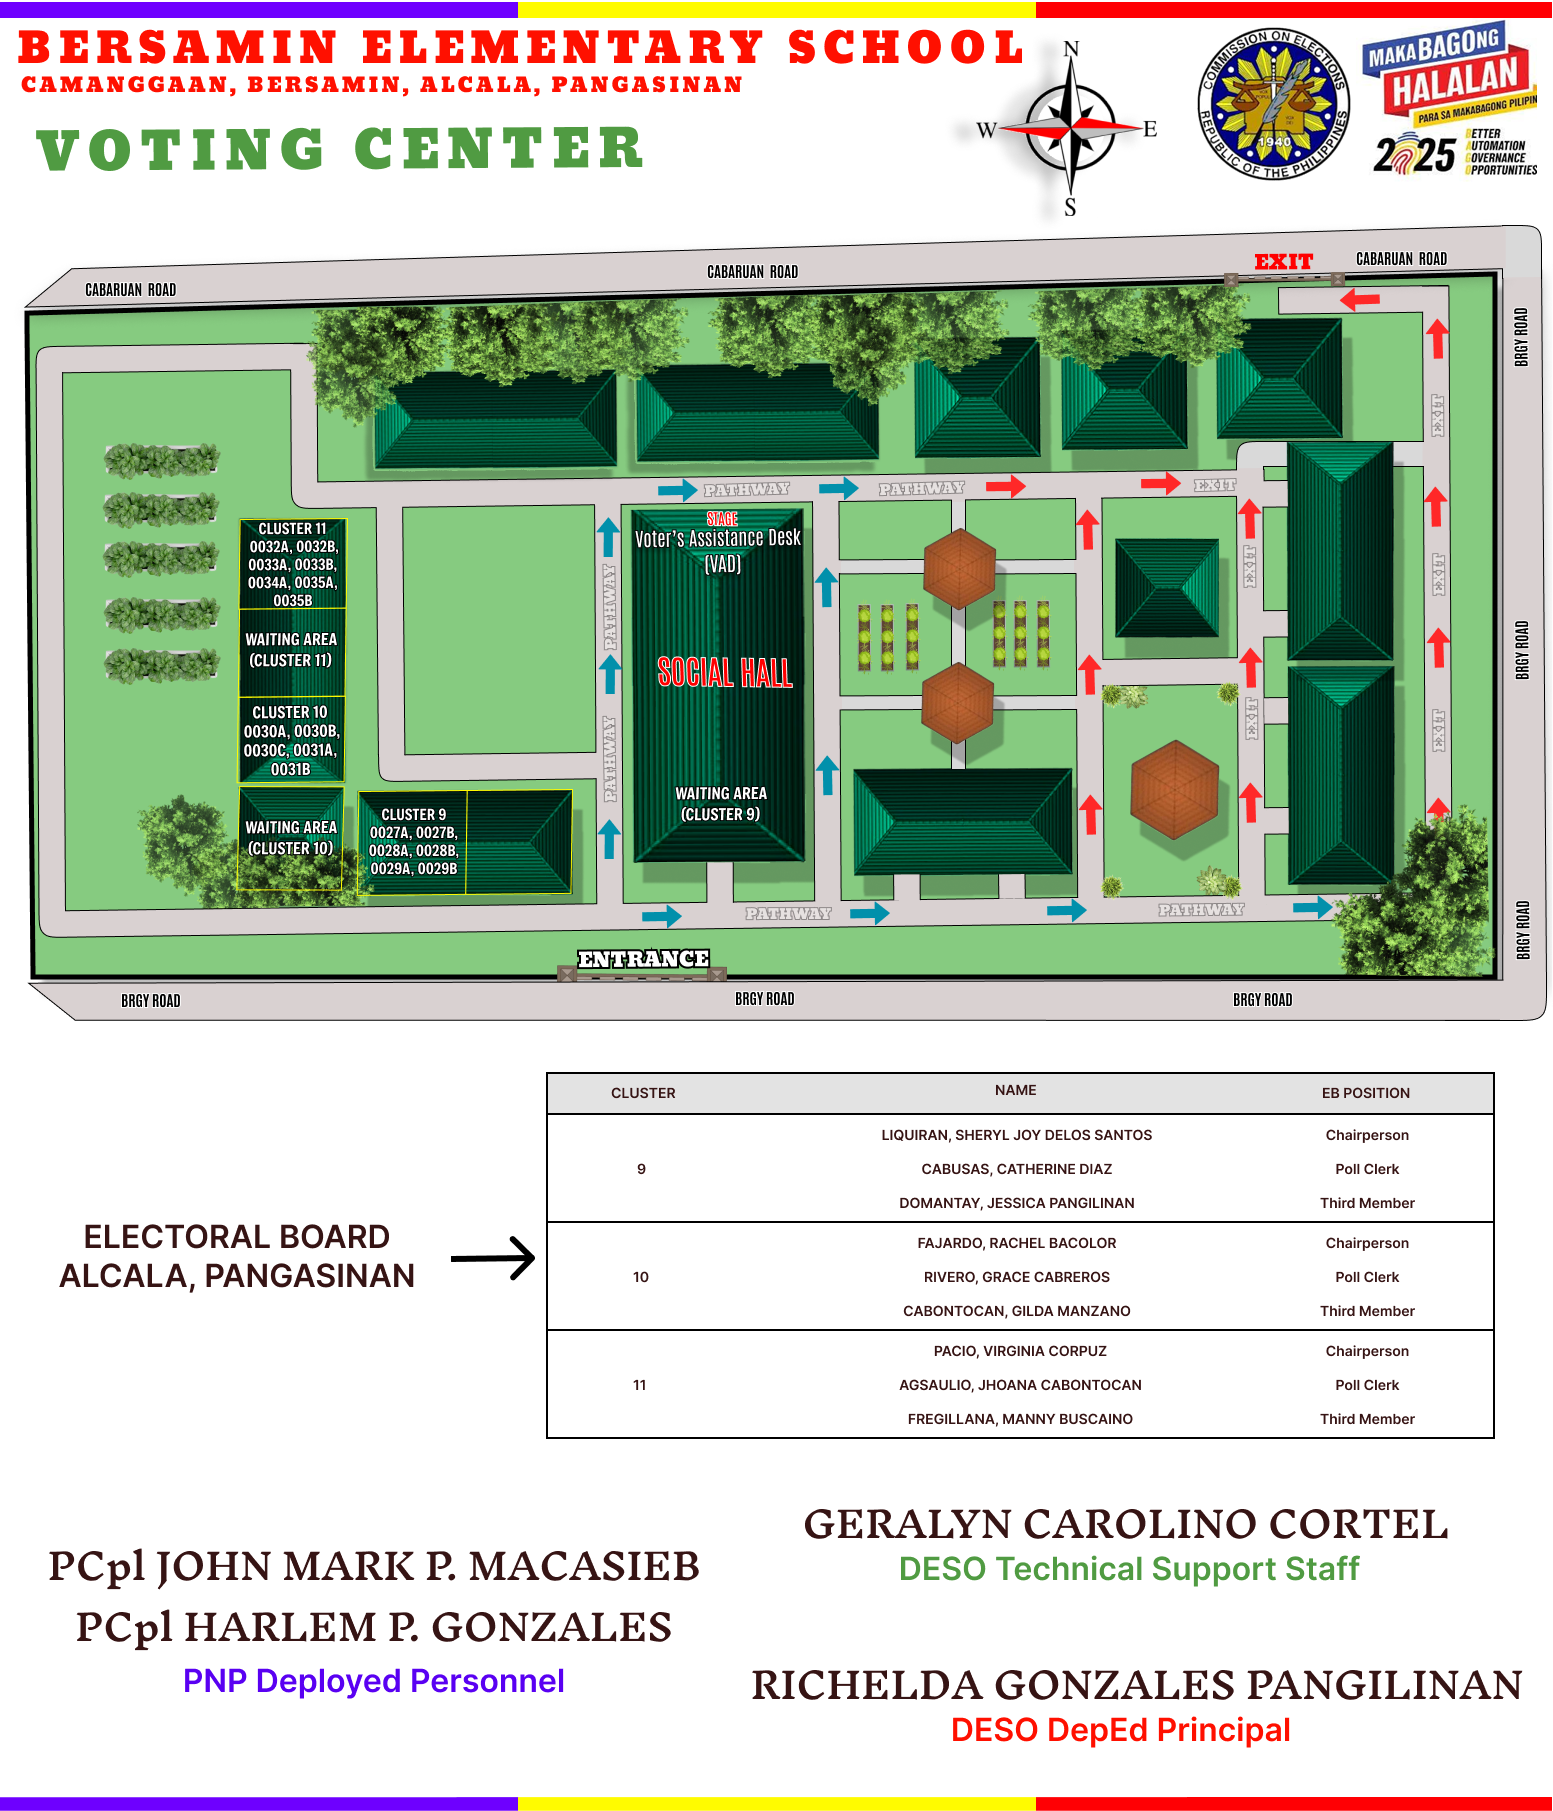 BERSAMIN ELEMENTARY SCHOOL
CAMANGGAAN, BERSAMIN, ALCALA, PANGASINAN
VOTING CENTER
N
W
E
S
COMMISSION ON ELECTIONS
1940
REPUBLIC OF THE PHILIPPINES
MAKABAGONG
HALALAN
PARA SA MAKABAGONG PILIPIN
2025
BETTER
AUTOMATION
GOVERNANCE
OPPORTUNITIES
EXIT
CABARUAN ROAD
CABARUAN ROAD
CABARUAN ROAD
BRGY ROAD
EXIT
PATHWAY
PATHWAY
EXIT
STAGE
Voter's Assistance Desk
(VAD)
CLUSTER 11
0032A, 0032B,
0033A, 0033B,
0034A, 0035A,
0035B
PATHWAY
EXIT
EXIT
WAITING AREA
(CLUSTER 11)
SOCIAL HALL
BRGY ROAD
CLUSTER 10
0030A, 0030B,
0030C, 0031A,
0031B
PATHWAY
EXIT
EXIT
WAITING AREA
(CLUSTER 9)
WAITING AREA
(CLUSTER 10)
CLUSTER 9
0027A, 0027B,
0028A, 0028B,
0029A, 0029B
PATHWAY
PATHWAY
BRGY ROAD
ENTRANCE
BRGY ROAD
BRGY ROAD
BRGY ROAD
ELECTORAL BOARD
ALCALA, PANGASINAN
CLUSTER NAME EB POSITION
LIQUIRAN, SHERYL JOY DELOS SANTOS Chairperson
9 CABUSAS, CATHERINE DIAZ Poll Clerk
DOMANTAY, JESSICA PANGILINAN Third Member
FAJARDO, RACHEL BACOLOR Chairperson
10 RIVERO, GRACE CABREROS Poll Clerk
CABONTOCAN, GILDA MANZANO Third Member
PACIO, VIRGINIA CORPUZ Chairperson
11 AGSAULIO, JHOANA CABONTOCAN Poll Clerk
FREGILLANA, MANNY BUSCAINO Third Member
PCpl JOHN MARK P. MACASIEB
PCpl HARLEM P. GONZALES
PNP Deployed Personnel
GERALYN CAROLINO CORTEL
DESO Technical Support Staff
RICHELDA GONZALES PANGILINAN
DESO DepEd Principal